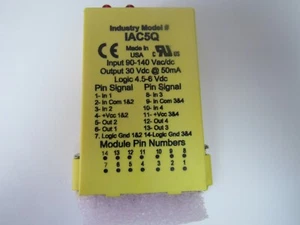 Industry Model #
IAC5Q
CE Made in USA UL US
Input 90-140 Vac/dc
Output 30 Vdc @ 50mA
Logic 4.5-6 Vdc
Pin Signal Pin Signal
1- In 1 8- In 3
2- In Com 1&2 9- In Com 3&4
3- In 2 10- In 4
4- +Vcc 1&2 11- +Vcc 3&4
5- Out 2 12- Out 4
6- Out 1 13- Out 3
7. Logic Gnd 1&2 14-Logic Gnd 3&4
Module Pin Numbers
14 13 12 11 10 9 8
7 6 5 4 3 2 1